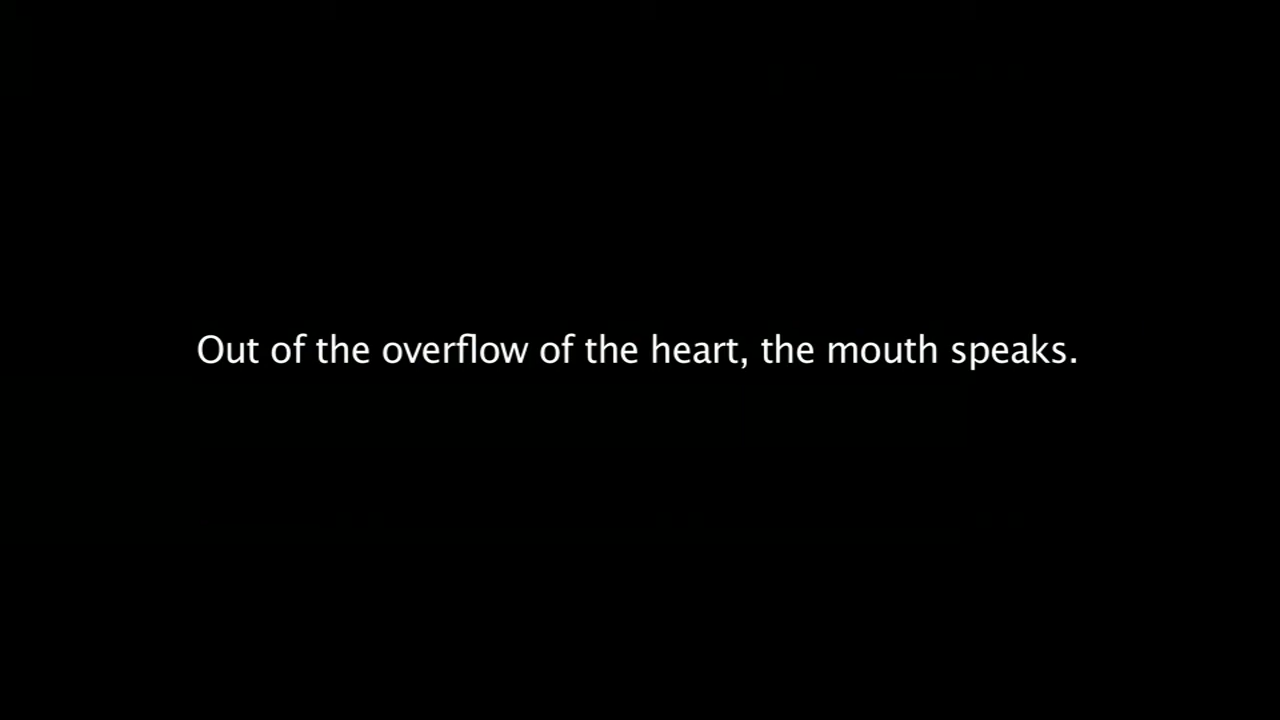 Out of the overflow of the heart, the mouth speaks.